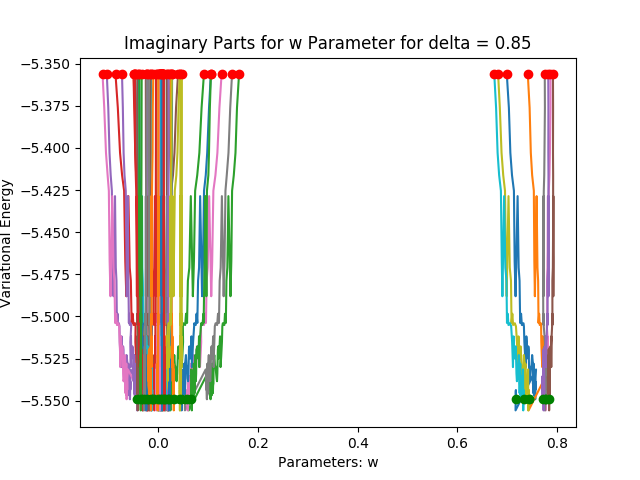 Imaginary Parts for w Parameter for delta = 0.85
Variational Energy
−5.350
−5.375
−5.400
−5.425
−5.450
−5.475
−5.500
−5.525
−5.550
0.0 0.2 0.4 0.6 0.8
Parameters: w